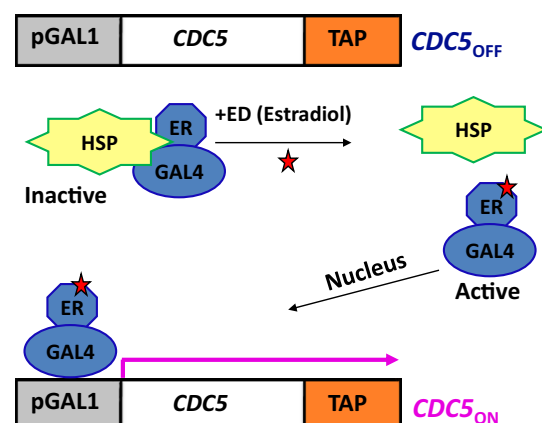 pGAL1 CDC5 TAP CDC5OFF
HSP ER GAL4
Inactive
+ED (Estradiol)
HSP
ER
GAL4
Active
Nucleus
ER
GAL4
pGAL1 CDC5 TAP CDC5ON